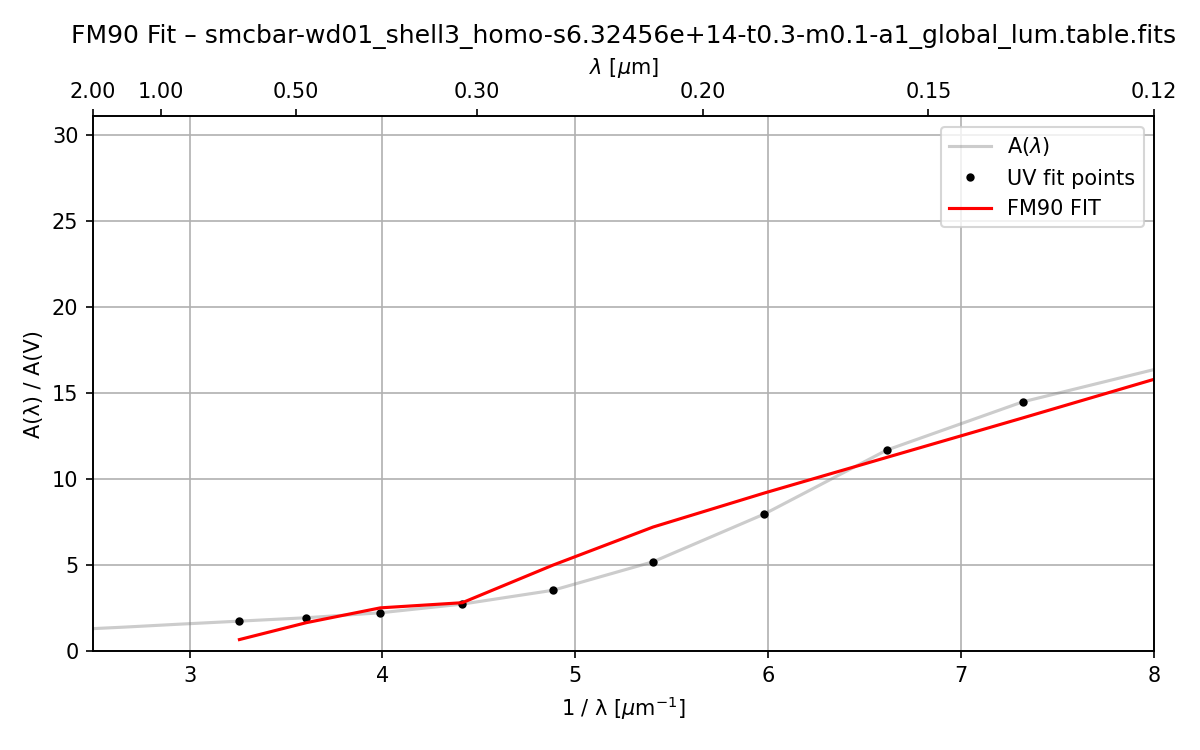 FM90 Fit – smcbar-wd01_shell3_homo-s6.32456e+14-t0.3-m0.1-a1_global_lum.table.fits
λ [μm]
2.00 1.00 0.50 0.30 0.20 0.15 0.12
A(λ)
UV fit points
FM90 FIT
A(λ) / A(V)
30
25
20
15
10
5
0
3 4 5 6 7 8
1 / λ [μm⁻¹]